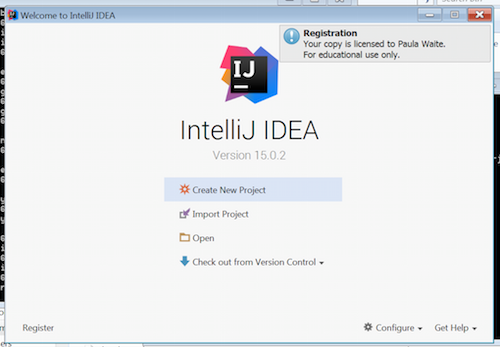 Welcome to IntelliJ IDEA
Registration
Your copy is licensed to Paula Waite.
For educational use only.
IJ
IntelliJ IDEA
Version 15.0.2
Create New Project
Import Project
Open
Check out from Version Control
Register
Configure
Get Help